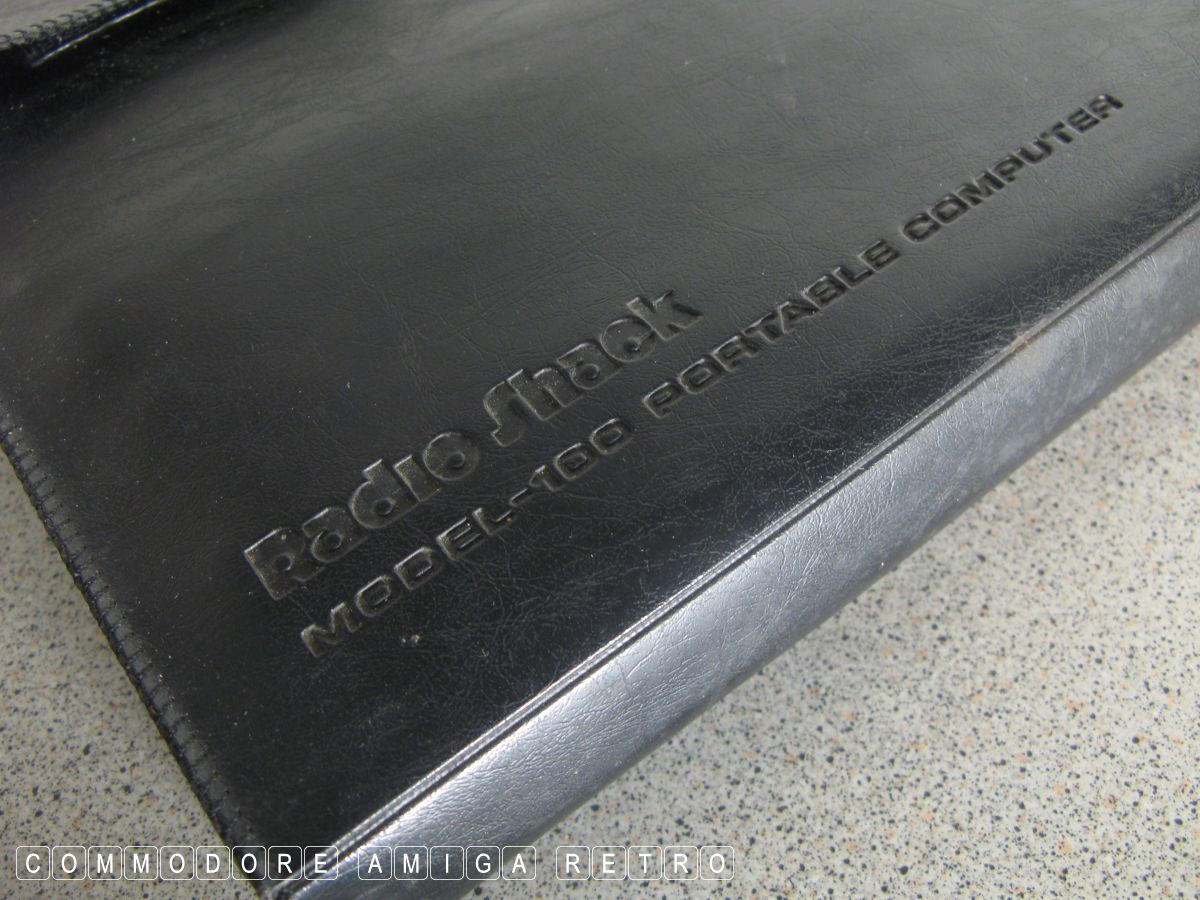 Radio Shack
MODEL-100 PORTABLE COMPUTER
COMMODORE AMIGA RETRO